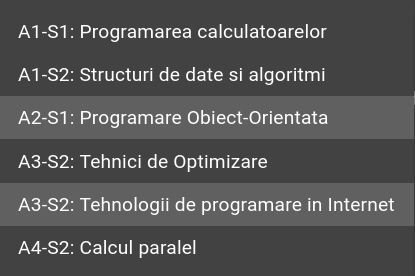 A1-S1: Programarea calculatoarelor
A1-S2: Structuri de date si algoritmi
A2-S1: Programare Obiect-Orientata
A3-S2: Tehnici de Optimizare
A3-S2: Tehnologii de programare in Internet
A4-S2: Calcul paralel